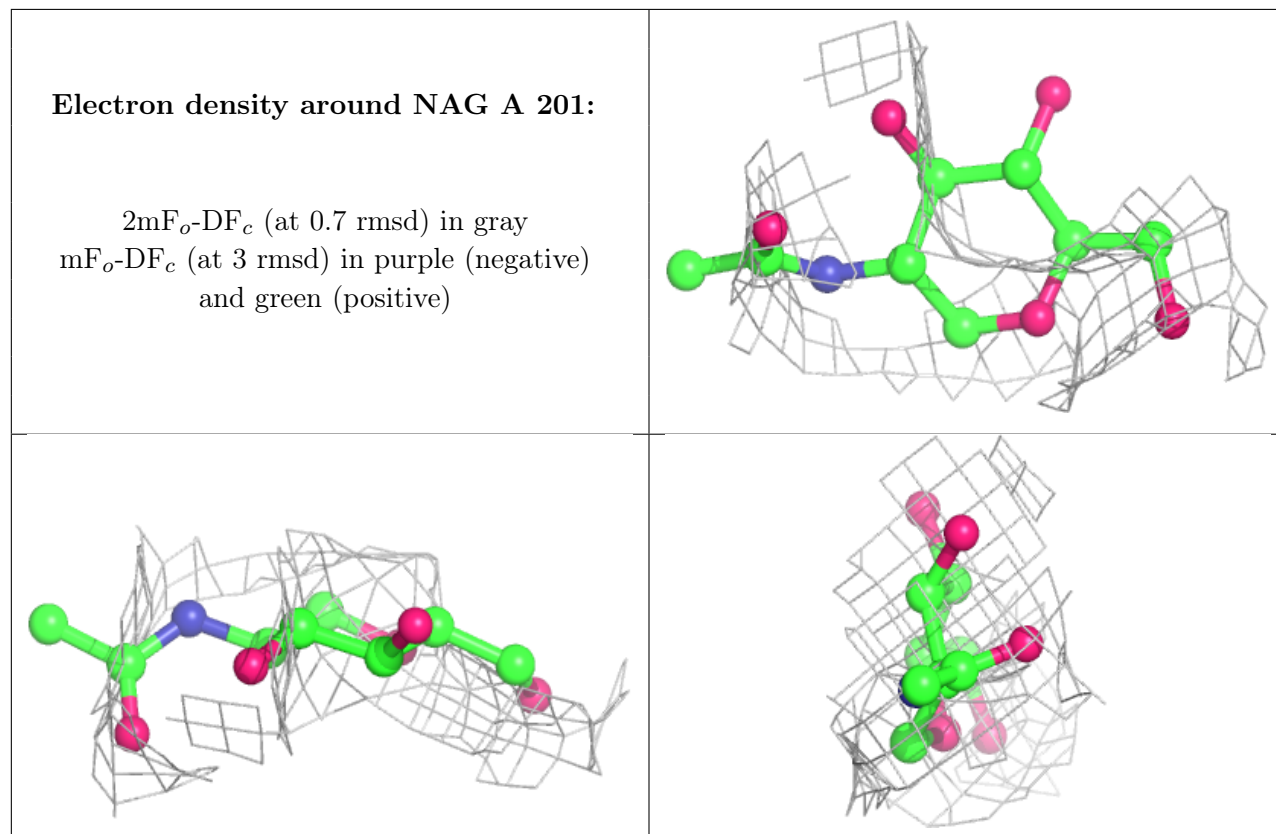 Electron density around NAG A 201:
2mFo-DFc (at 0.7 rmsd) in gray
mFo-DFc (at 3 rmsd) in purple (negative)
and green (positive)